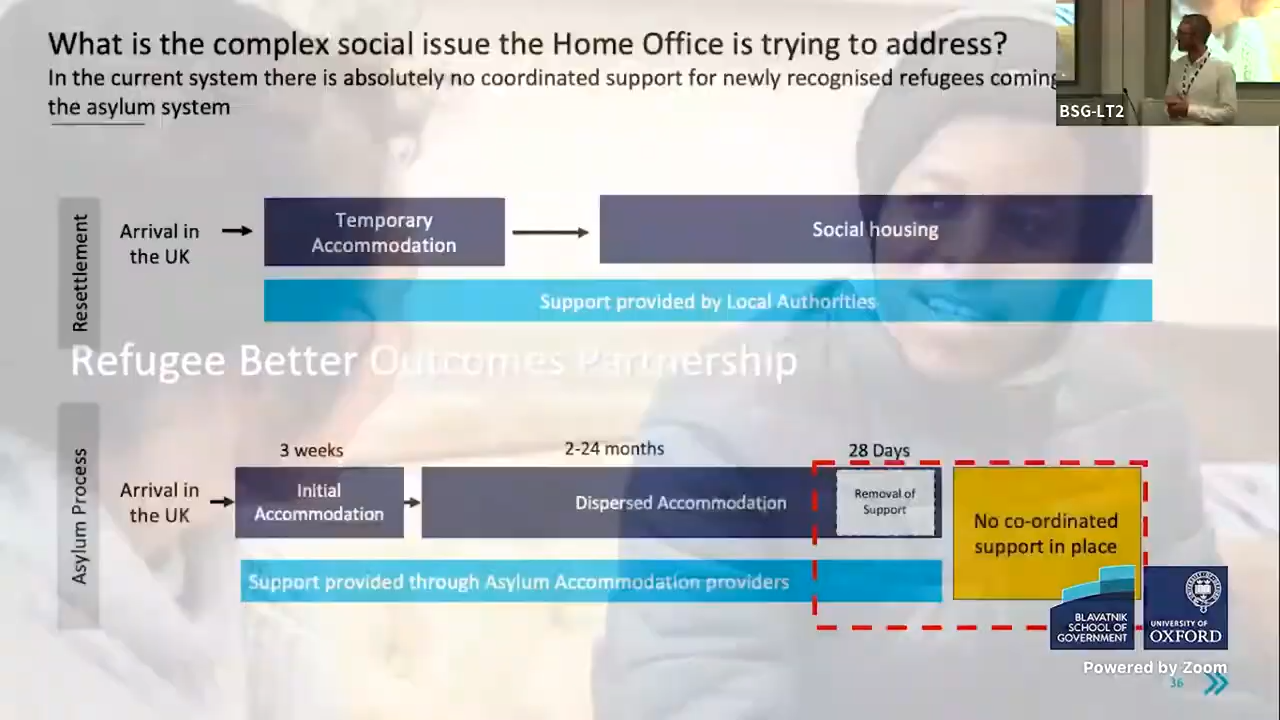 What is the complex social issue the Home Office is trying to address?
In the current system there is absolutely no coordinated support for newly recognised refugees coming
the asylum system
BSG-LT2
Resettlement
Arrival in
the UK
Temporary
Accommodation
Social housing
Support provided by Local Authorities
Refugee Better Outcomes Partnership
Asylum Process
3 weeks
2-24 months
28 Days
Arrival in
the UK
Initial
Accommodation
Dispersed Accommodation
Removal of
Support
No co-ordinated
support in place
Support provided through Asylum Accommodation providers
BLAVATNIK
SCHOOL OF
GOVERNMENT
UNIVERSITY OF
OXFORD
Powered by Zoom
36